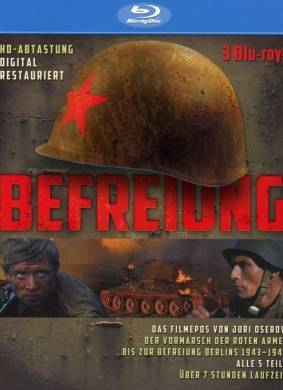 Blu-ray Disc
HD-ABTASTUNG
DIGITAL
RESTAURIERT
3 Blu-rays
BEFREIUNG
DAS FILMEPOS VON JURI OSEROV
DER VORMARSCH DER ROTEN ARMEE
BIS ZUR BEFREIUNG BERLINS 1943–194
ALLE 5 TEIL
ÜBER 7 STUNDEN LAUFZEI